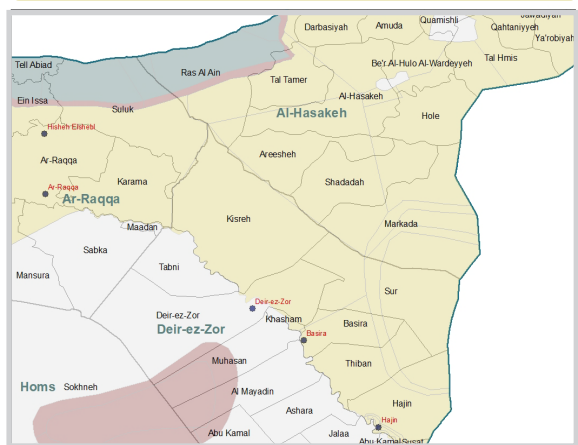 Jawadiyah
Quamishli
Darbasiyah
Amuda
Qahtaniyyeh
Ya'robiyah
Tell Abiad
Be'r Al-Hulo Al-Wardeyyeh
Tal Hmis
Ras Al Ain
Tal Tamer
Ein Issa
Al-Hasakeh
Suluk
Al-Hasakeh
Hole
Hisheh Elshebl
Areesheh
Ar-Raqqa
Karama
Shadadah
Ar-Raqqa
Ar-Raqqa
Kisreh
Markada
Maadan
Sabka
Tabni
Mansura
Sur
Deir-ez-Zor
Deir-ez-Zor
Khasham
Deir-ez-Zor
Basira
Basira
Muhasan
Thiban
Homs
Sokhneh
Al Mayadin
Hajin
Ashara
Hajin
Abu Kamal
Jalaa
Abu Kamal
Susat